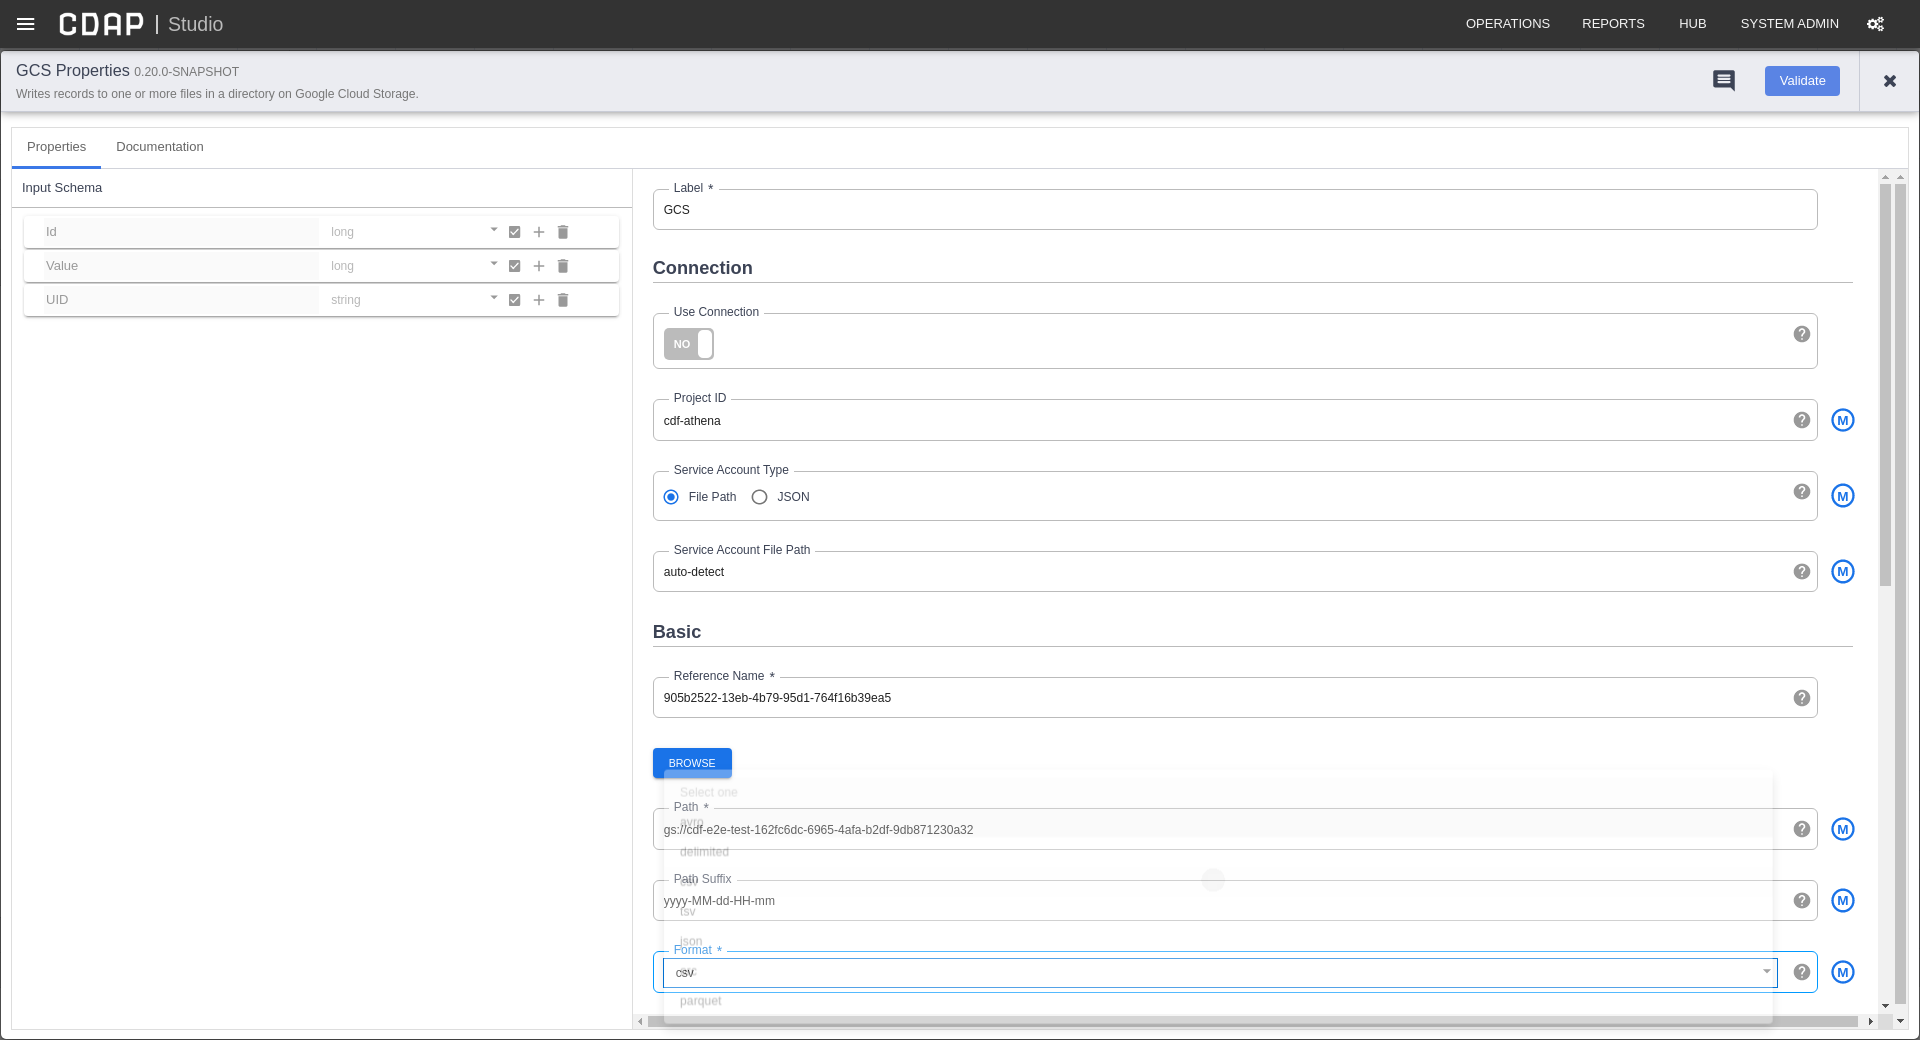 CDAP | Studio
OPERATIONS REPORTS HUB SYSTEM ADMIN
GCS Properties 0.20.0-SNAPSHOT
Writes records to one or more files in a directory on Google Cloud Storage.
Validate
Properties Documentation
Input Schema
Id long
Value long
UID string
Label *
GCS
Connection
Use Connection
NO
Project ID
cdf-athena
M
Service Account Type
File Path JSON
M
Service Account File Path
auto-detect
M
Basic
Reference Name *
905b2522-13eb-4b79-95d1-764f16b39ea5
BROWSE
Select one
Path *
avro
gs://cdf-e2e-test-162fc6dc-6965-4afa-b2df-9db871230a32
M
delimited
Path Suffix
csv
yyyy-MM-dd-HH-mm
M
tsv
json
Format *
csv
M
parquet